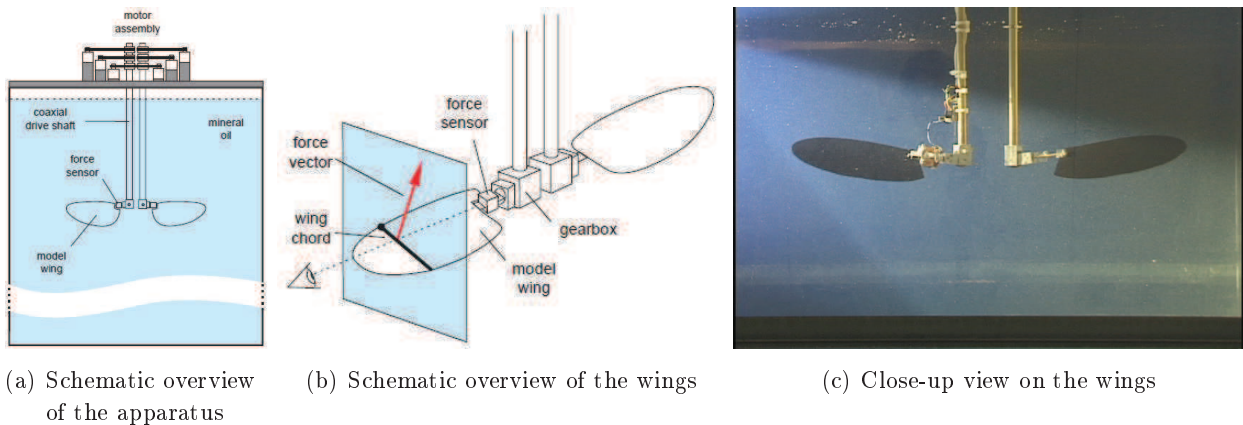 motor
assembly
coaxial
drive shaft
mineral
oil
force
sensor
model
wing
force
sensor
force
vector
wing
chord
gearbox
model
wing
(a) Schematic overview
of the apparatus
(b) Schematic overview of the wings
(c) Close-up view on the wings